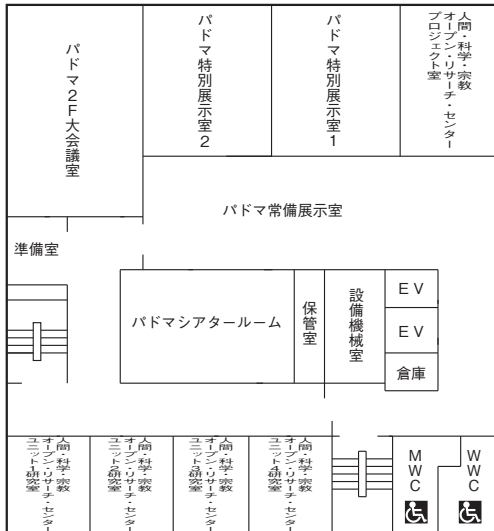 パドマ2F大会議室
パドマ特別展示室2
パドマ特別展示室1
人間・科学・宗教
オープン・リサーチ・センター
プロジェクト室
パドマ常備展示室
準備室
パドマシアタールーム
保管室
設備機械室
EV
EV
倉庫
人間・科学・宗教
オープン・リサーチ・センター
ユニット1研究室
人間・科学・宗教
オープン・リサーチ・センター
ユニット2研究室
人間・科学・宗教
オープン・リサーチ・センター
ユニット3研究室
人間・科学・宗教
オープン・リサーチ・センター
ユニット4研究室
MWC
WWC